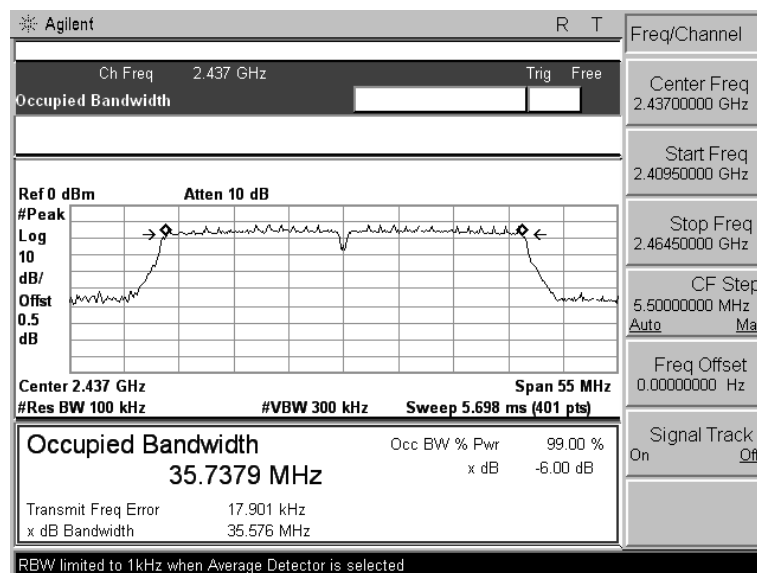 Agilent R T
Ch Freq 2.437 GHz Trig Free
Occupied Bandwidth
Ref 0 dBm Atten 10 dB
#Peak
Log
10
dB/
Offst
0.5
dB
Center 2.437 GHz Span 55 MHz
#Res BW 100 kHz #VBW 300 kHz Sweep 5.698 ms (401 pts)
Occupied Bandwidth Occ BW % Pwr 99.00 %
35.7379 MHz x dB -6.00 dB
Transmit Freq Error 17.901 kHz
x dB Bandwidth 35.576 MHz
RBW limited to 1kHz when Average Detector is selected
Freq/Channel
Center Freq
2.43700000 GHz
Start Freq
2.40950000 GHz
Stop Freq
2.46450000 GHz
CF Step
5.50000000 MHz
Auto Ma
Freq Offset
0.00000000 Hz
Signal Track
On Off